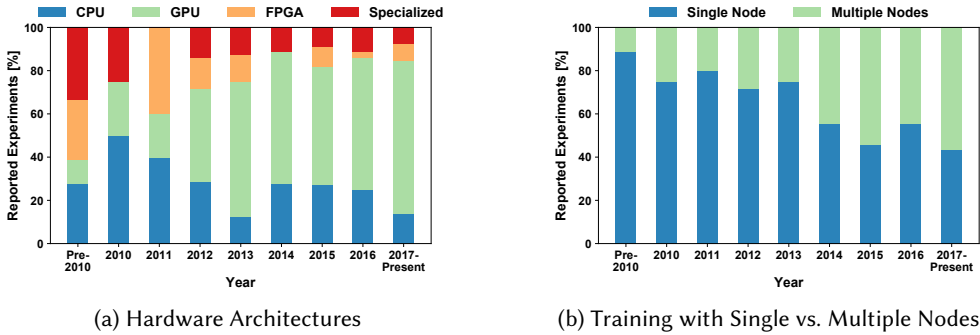 CPU GPU FPGA Specialized
Reported Experiments [%]
100
80
60
40
20
0
Pre-2010 2010 2011 2012 2013 2014 2015 2016 2017-Present
Year
(a) Hardware Architectures
Single Node Multiple Nodes
Reported Experiments [%]
100
80
60
40
20
0
Pre-2010 2010 2011 2012 2013 2014 2015 2016 2017-Present
Year
(b) Training with Single vs. Multiple Nodes